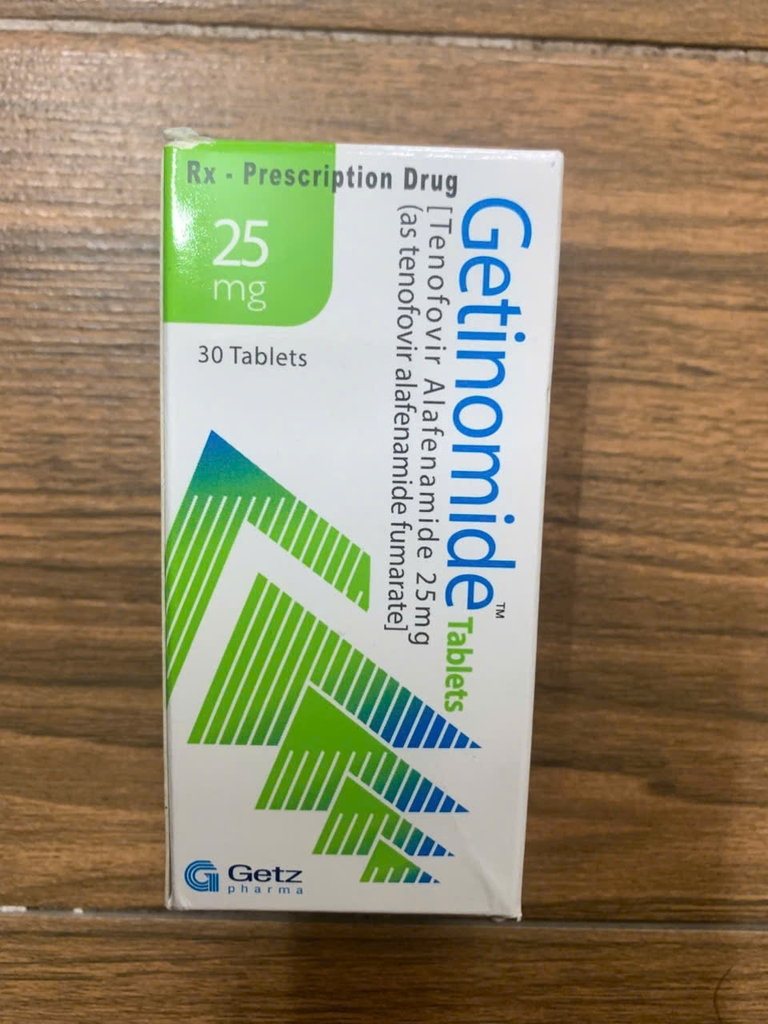 Rx - Prescription Drug
25
mg
30 Tablets
Getinomide™ Tablets
[Tenofovir Alafenamide 25mg
(as tenofovir alafenamide fumarate]
Getz
pharma